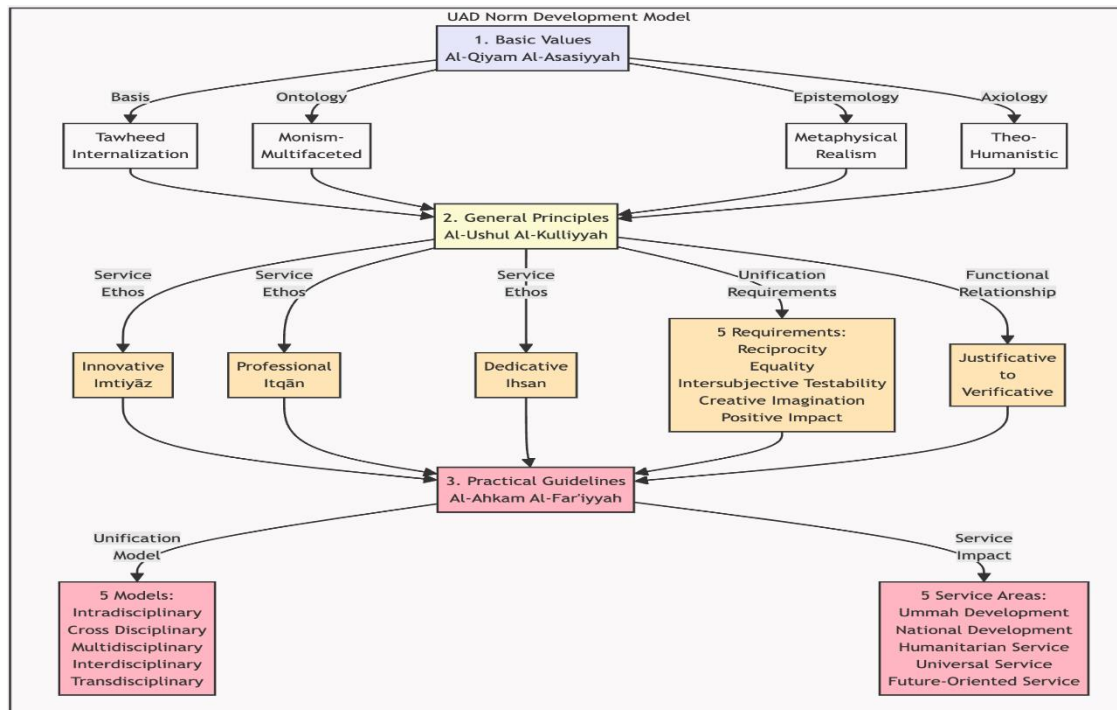 UAD Norm Development Model
1. Basic Values
Al-Qiyam Al-Asasiyyah
Basis
Ontology
Epistemology
Axiology
Tawheed
Internalization
Monism-
Multifaceted
Metaphysical
Realism
Theo-
Humanistic
2. General Principles
Al-Ushul Al-Kulliyyah
Service
Ethos
Service
Ethos
Service
Ethos
Unification
Requirements
Functional
Relationship
Innovative
Imtiyāz
Professional
Itqān
Dedicative
Ihsan
5 Requirements:
Reciprocity
Equality
Intersubjective Testability
Creative Imagination
Positive Impact
Justificative
to
Verificative
3. Practical Guidelines
Al-Ahkam Al-Far'iyyah
Unification
Model
Service
Impact
5 Models:
Intradisciplinary
Cross Disciplinary
Multidisciplinary
Interdisciplinary
Transdisciplinary
5 Service Areas:
Ummah Development
National Development
Humanitarian Service
Universal Service
Future-Oriented Service